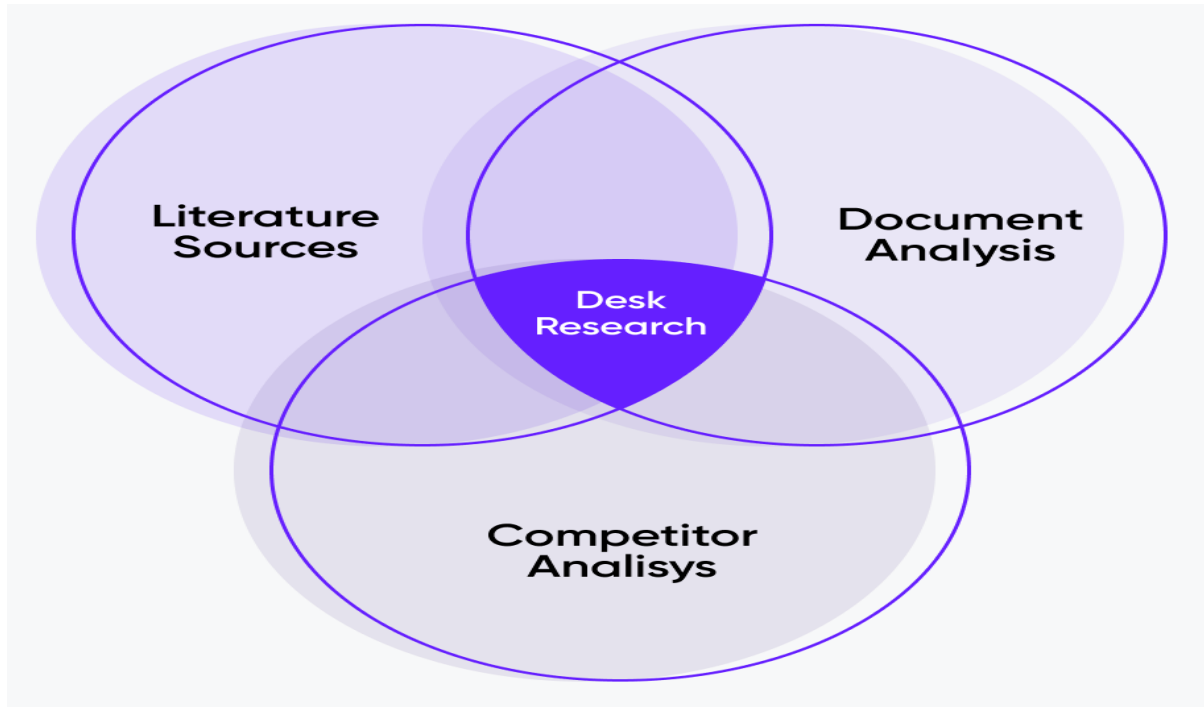 Literature
Sources
Document
Analysis
Desk
Research
Competitor
Analisys